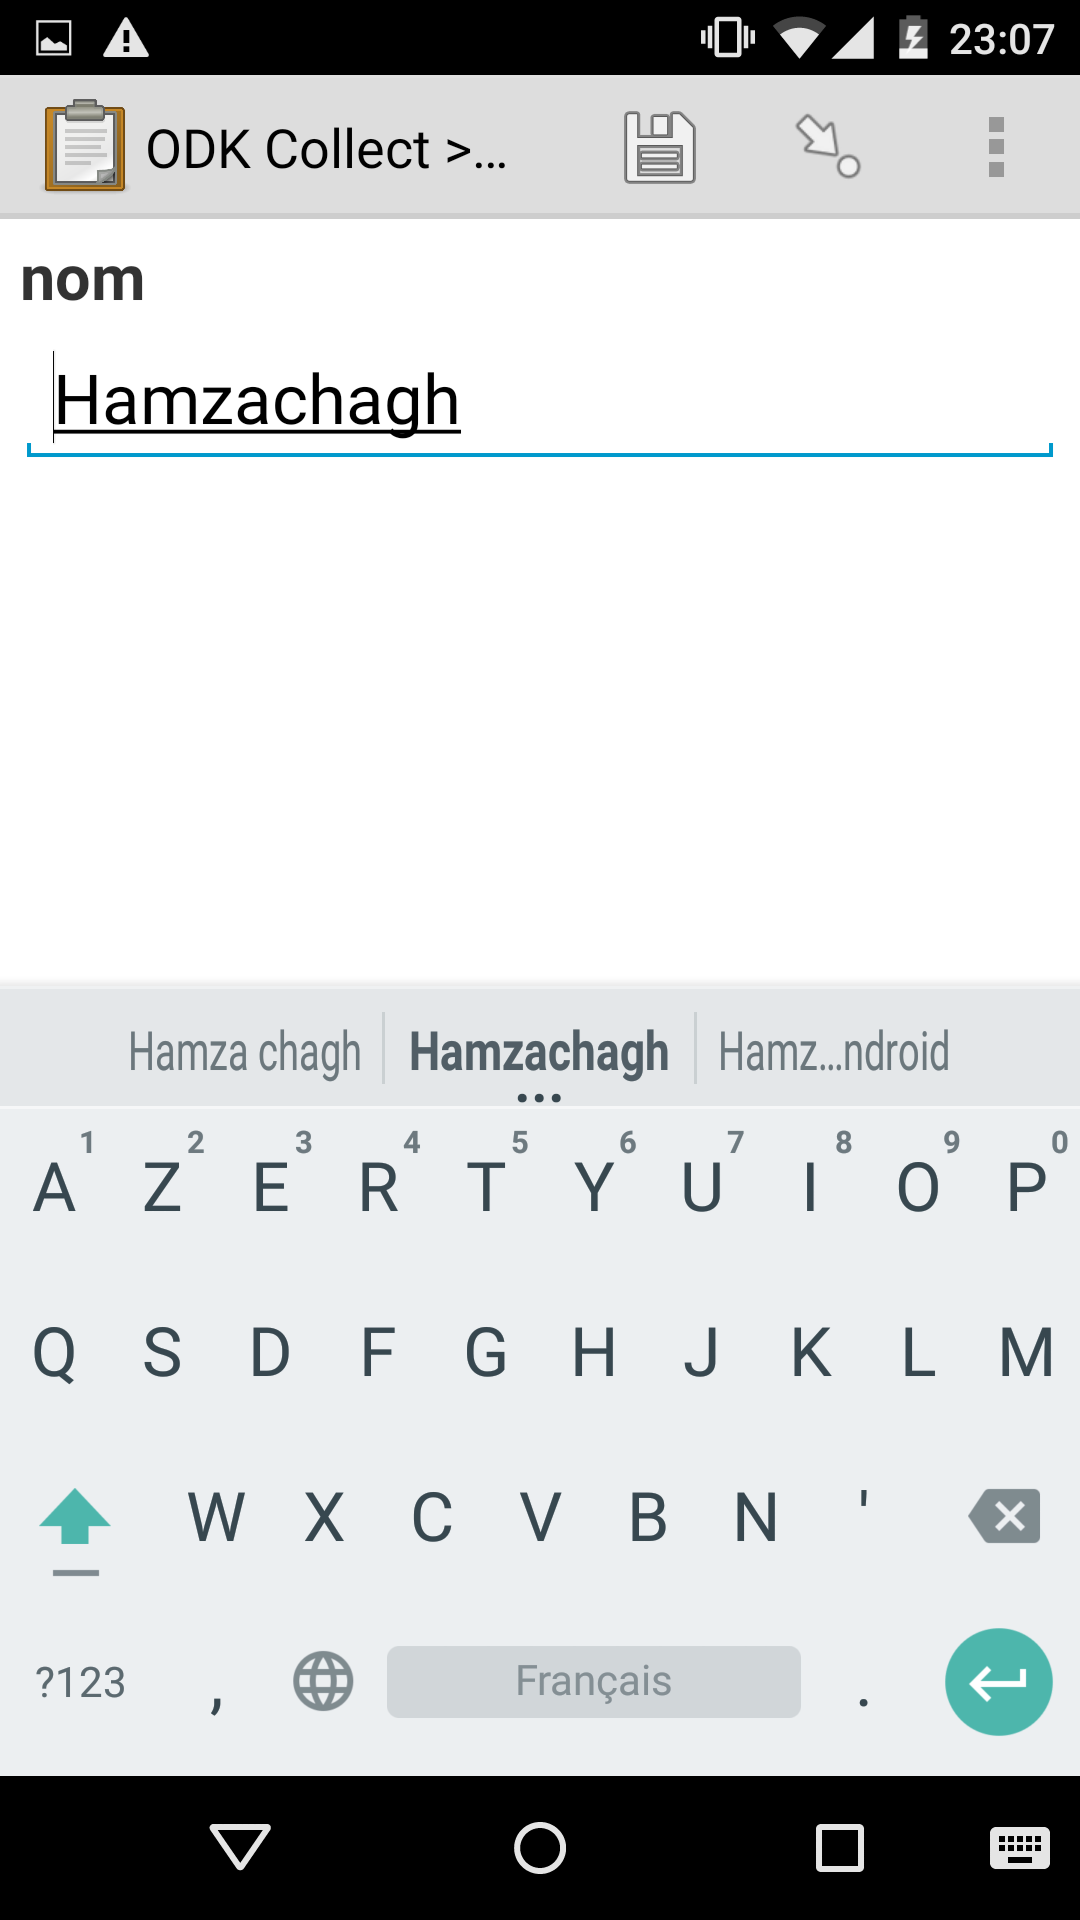 23:07
ODK Collect >...
nom
Hamzachagh
Hamza chagh Hamzachagh Hamz...ndroid
1 2 3 4 5 6 7 8 9 0
A Z E R T Y U I O P
Q S D F G H J K L M
W X C V B N '
?123 , Français .